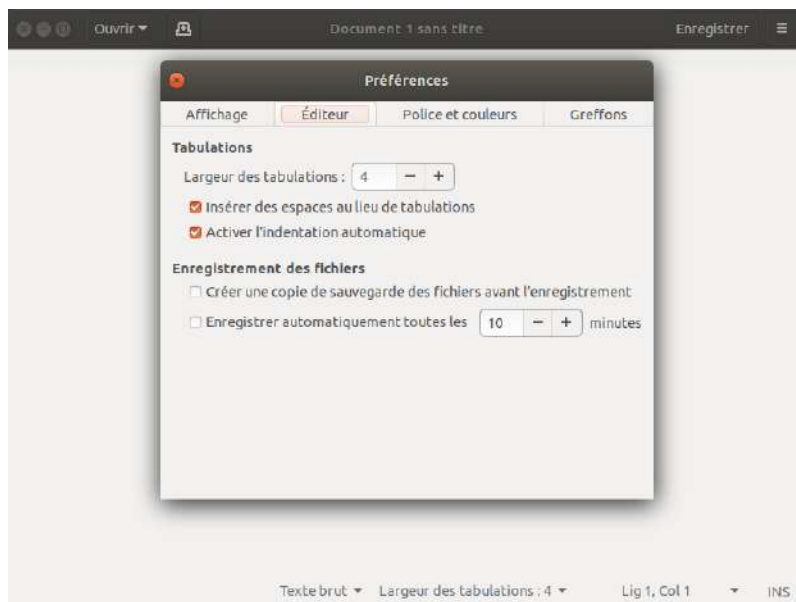 Ouvrir Document 1 sans titre Enregistrer
Préférences
Affichage Éditeur Police et couleurs Greffons
Tabulations
Largeur des tabulations : 4 − +
Insérer des espaces au lieu de tabulations
Activer l'indentation automatique
Enregistrement des fichiers
Créer une copie de sauvegarde des fichiers avant l'enregistrement
Enregistrer automatiquement toutes les 10 − + minutes
Texte brut Largeur des tabulations : 4 Lig 1, Col 1 INS